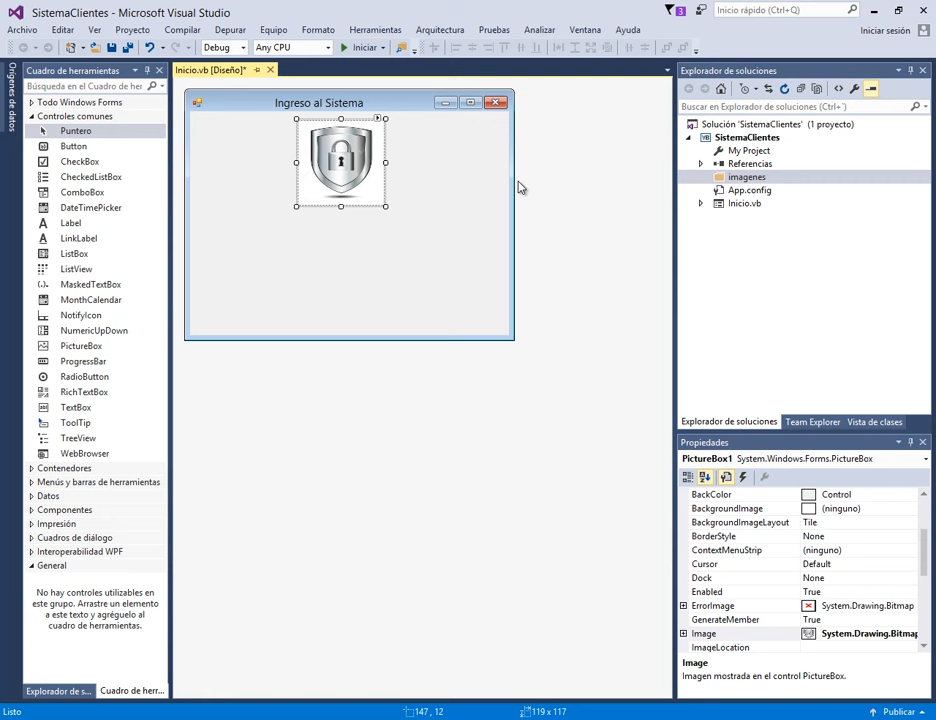 SistemaClientes - Microsoft Visual Studio
Inicio rápido (Ctrl+Q)
3
Archivo Editar Ver Proyecto Compilar Depurar Equipo Formato Herramientas Arquitectura Pruebas Analizar Ventana Ayuda
Iniciar sesión
Debug Any CPU Iniciar
Orígenes de datos
Cuadro de herramientas
Búsqueda en el Cuadro de her
Todo Windows Forms
Controles comunes
Puntero
Button
CheckBox
CheckedListBox
ComboBox
DateTimePicker
Label
LinkLabel
ListBox
ListView
MaskedTextBox
MonthCalendar
NotifyIcon
NumericUpDown
PictureBox
ProgressBar
RadioButton
RichTextBox
TextBox
ToolTip
TreeView
WebBrowser
Contenedores
Menús y barras de herramientas
Datos
Componentes
Impresión
Cuadros de diálogo
Interoperabilidad WPF
General
No hay controles utilizables en
este grupo. Arrastre un elemento
a este texto y agréguelo al
cuadro de herramientas.
Explorador de s... Cuadro de herr...
Inicio.vb [Diseño]*
Ingreso al Sistema
Explorador de soluciones
Buscar en Explorador de soluciones (Ctrl+´)
Solución 'SistemaClientes' (1 proyecto)
SistemaClientes
My Project
Referencias
imagenes
App.config
Inicio.vb
Explorador de soluciones Team Explorer Vista de clases
Propiedades
PictureBox1 System.Windows.Forms.PictureBox
BackColor Control
BackgroundImage (ninguno)
BackgroundImageLayout Tile
BorderStyle None
ContextMenuStrip (ninguno)
Cursor Default
Dock None
Enabled True
ErrorImage System.Drawing.Bitmap
GenerateMember True
Image System.Drawing.Bitmap
ImageLocation
Image
Imagen mostrada en el control PictureBox.
Listo
147 , 12
119 x 117
Publicar